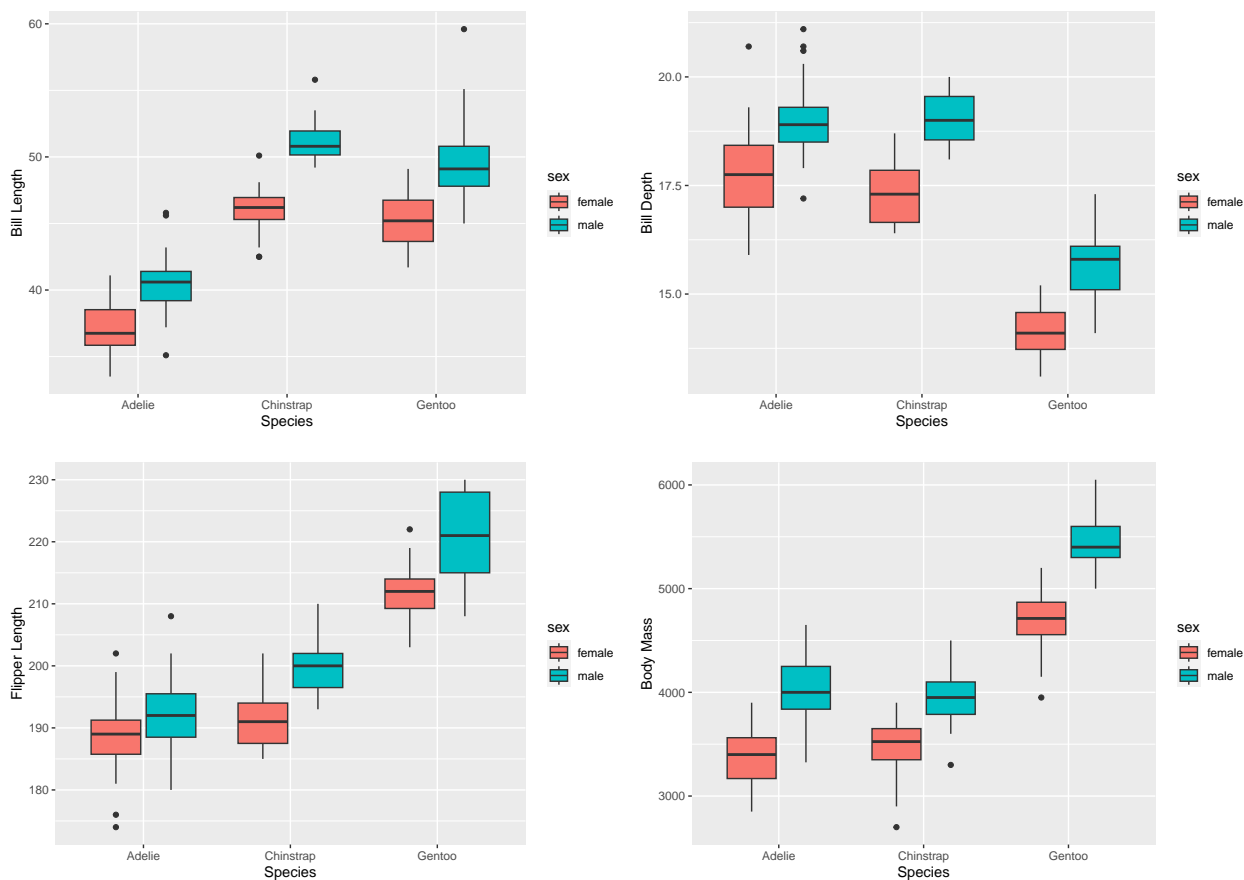 Bill Length
60
50
40
Adelie Chinstrap Gentoo
Species
sex
female
male
Bill Depth
20.0
17.5
15.0
Adelie Chinstrap Gentoo
Species
sex
female
male
Flipper Length
230
220
210
200
190
180
Adelie Chinstrap Gentoo
Species
sex
female
male
Body Mass
6000
5000
4000
3000
Adelie Chinstrap Gentoo
Species
sex
female
male